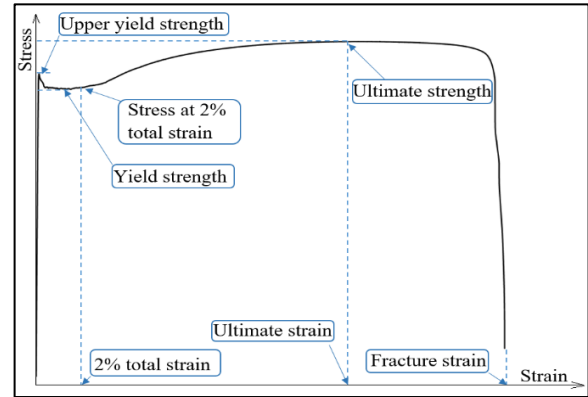 Upper yield strength
Stress
Ultimate strength
Stress at 2%
total strain
Yield strength
Ultimate strain
2% total strain
Fracture strain
Strain